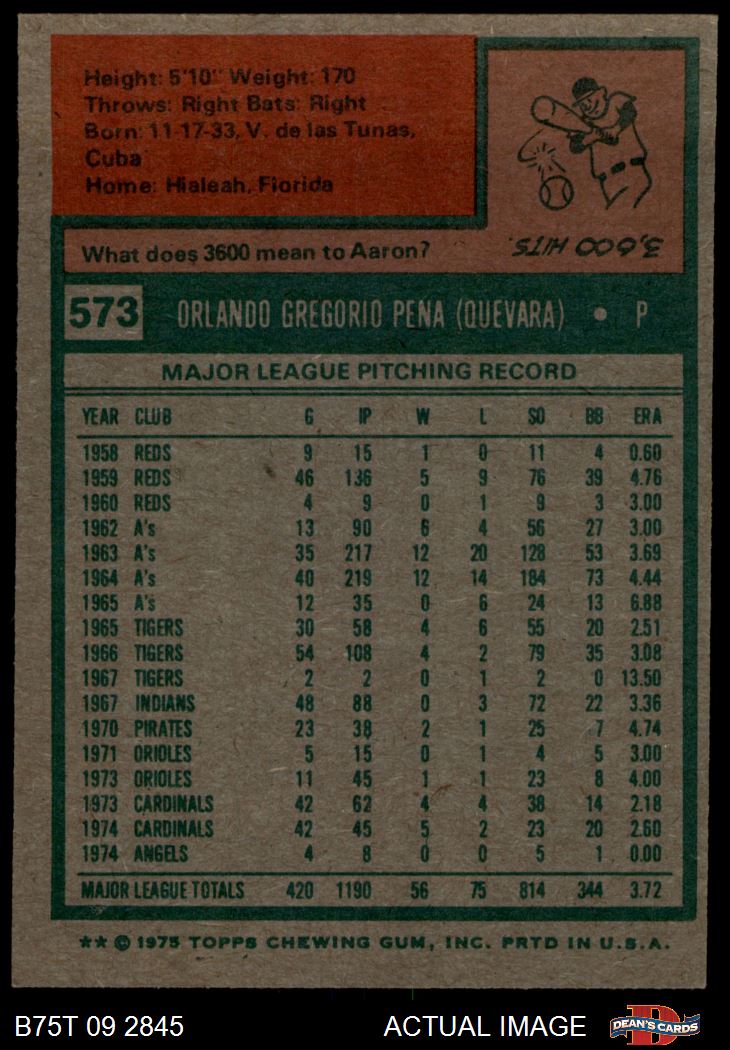 Height: 5'10" Weight: 170
Throws: Right Bats: Right
Born: 11-17-33, V. de las Tunas,
Cuba
Home: Hialeah, Florida
What does 3600 mean to Aaron?
3,600 HITS.
573 ORLANDO GREGORIO PENA (QUEVARA) • P
MAJOR LEAGUE PITCHING RECORD
YEAR CLUB G IP W L SO BB ERA
1958 REDS 9 15 1 0 11 4 0.60
1959 REDS 46 136 5 9 76 39 4.76
1960 REDS 4 9 0 1 9 3 3.00
1962 A's 13 90 6 4 56 27 3.00
1963 A's 35 217 12 20 128 53 3.69
1964 A's 40 219 12 14 184 73 4.44
1965 A's 12 35 0 6 24 13 6.88
1965 TIGERS 30 58 4 6 55 20 2.51
1966 TIGERS 54 108 4 2 79 35 3.08
1967 TIGERS 2 2 0 1 2 0 13.50
1967 INDIANS 48 88 0 3 72 22 3.36
1970 PIRATES 23 38 2 1 25 7 4.74
1971 ORIOLES 5 15 0 1 4 5 3.00
1973 ORIOLES 11 45 1 1 23 8 4.00
1973 CARDINALS 42 62 4 4 38 14 2.18
1974 CARDINALS 42 45 5 2 23 20 2.60
1974 ANGELS 4 8 0 0 5 1 0.00
MAJOR LEAGUE TOTALS 420 1190 56 75 814 344 3.72
** © 1975 TOPPS CHEWING GUM, INC. PRTD IN U.S.A.
B75T 09 2845 ACTUAL IMAGE DEAN'S CARDS